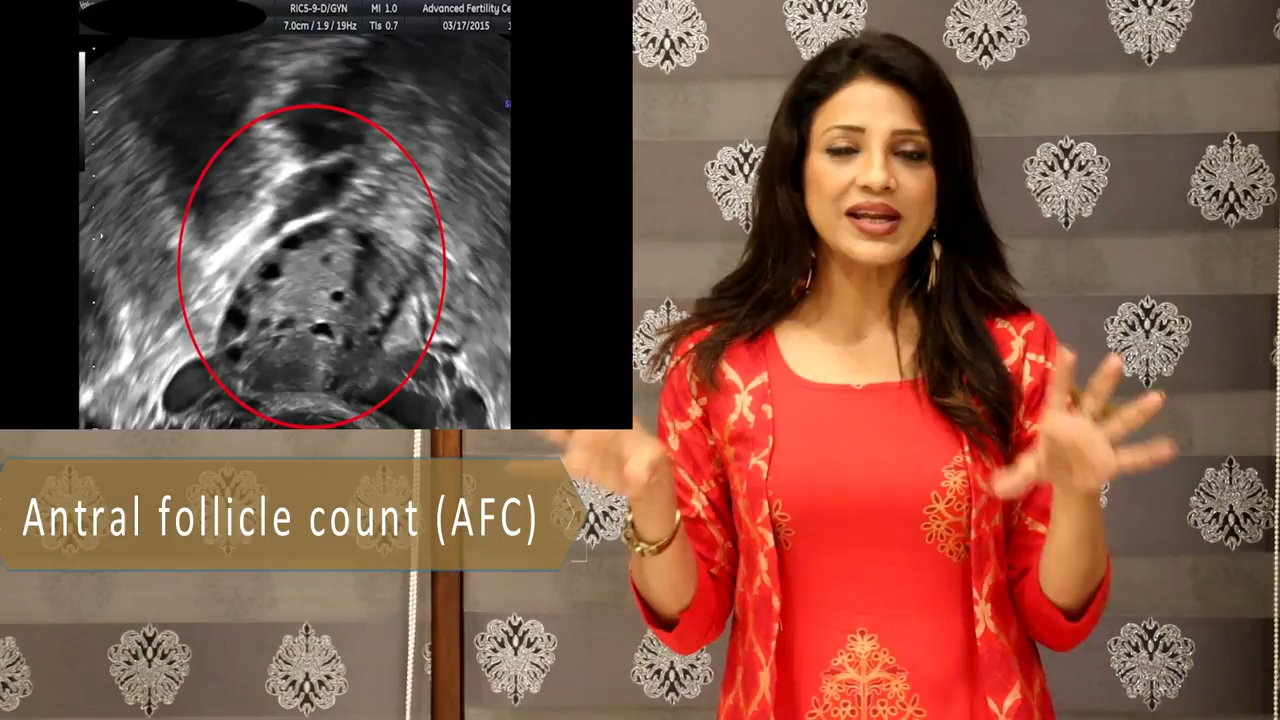 RIC5-9-D/GYN MI 1.0 Advanced Fertility Ce
7.0cm / 1.9 / 19Hz TIs 0.7 03/17/2015
Antral follicle count (AFC)